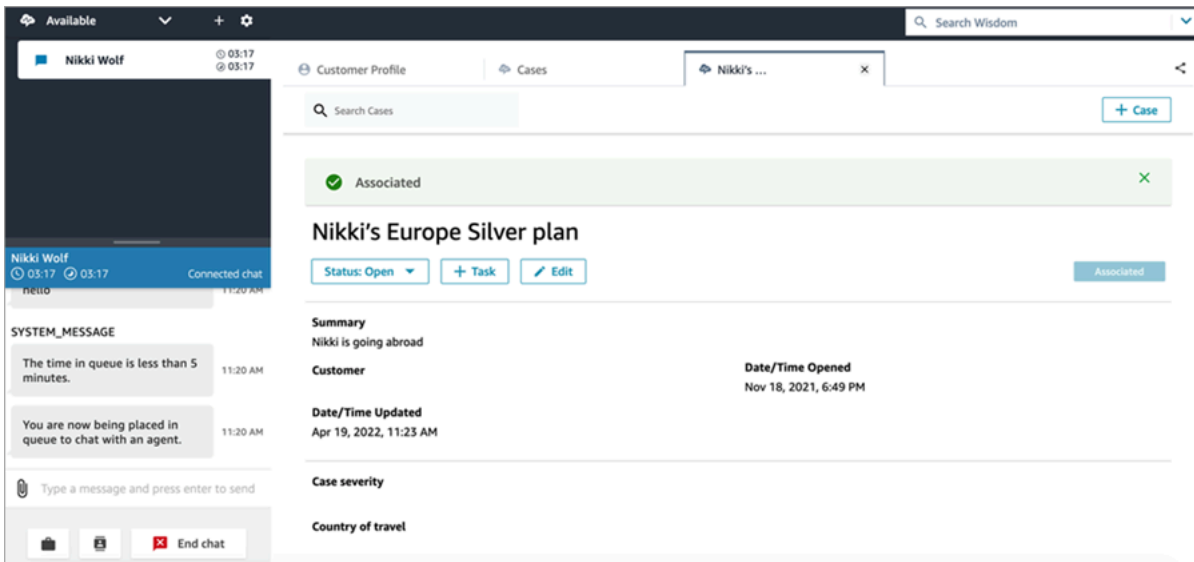 Available
Search Wisdom
Nikki Wolf
03:17
03:17
Customer Profile
Cases
Nikki's ...
Search Cases
+ Case
Associated
Nikki's Europe Silver plan
Status: Open
+ Task
Edit
Associated
Summary
Nikki is going abroad
Customer
Date/Time Opened
Nov 18, 2021, 6:49 PM
Date/Time Updated
Apr 19, 2022, 11:23 AM
Case severity
Country of travel
Nikki Wolf
03:17 03:17 Connected chat
hello 11:20 AM
SYSTEM_MESSAGE
The time in queue is less than 5
minutes.
11:20 AM
You are now being placed in
queue to chat with an agent.
11:20 AM
Type a message and press enter to send
End chat